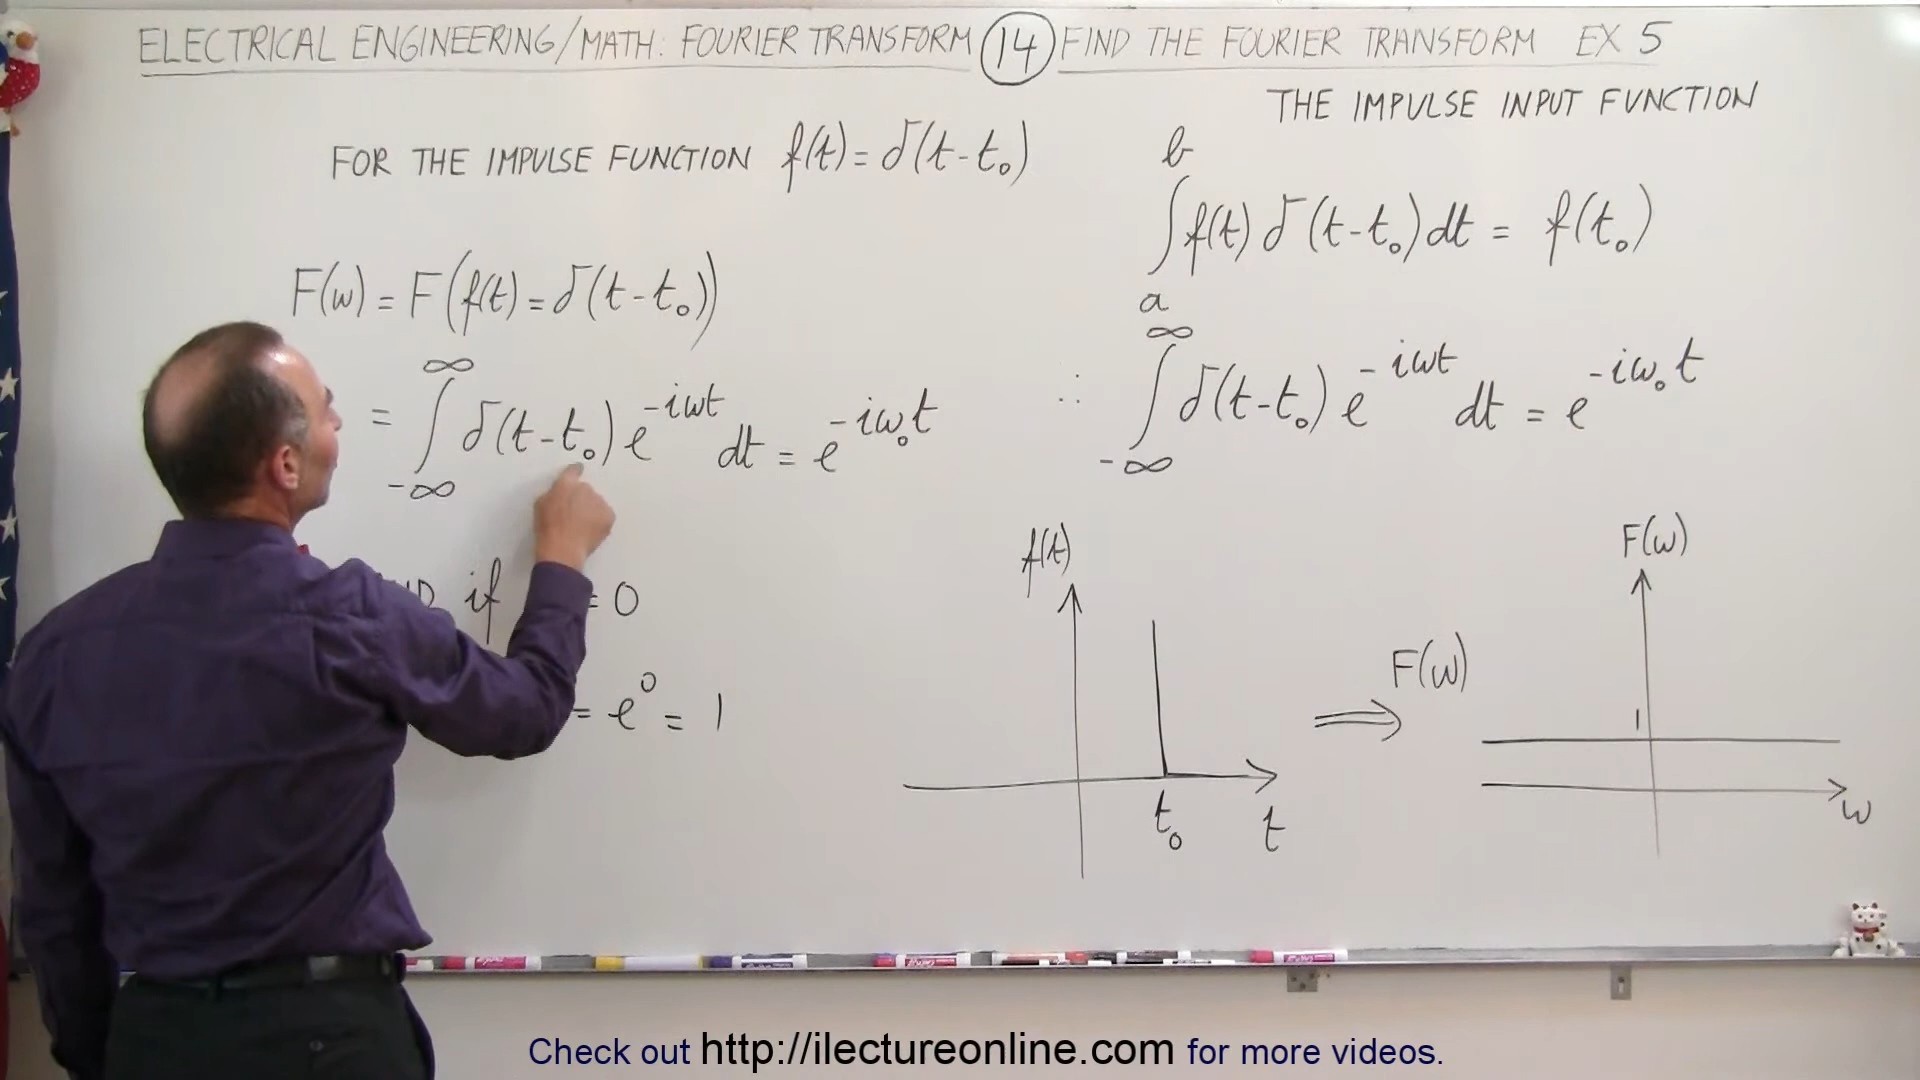 ELECTRICAL ENGINEERING/MATH: FOURIER TRANSFORM 14 FIND THE FOURIER TRANSFORM EX 5
THE IMPULSE INPUT FUNCTION
FOR THE IMPULSE FUNCTION f(t) = δ(t-t₀)
F(ω) = F(f(t) = δ(t-t₀))
= ∫_{-∞}^{∞} δ(t-t₀) e^{-iωt} dt = e^{-iω₀t}
if = 0
= e⁰ = 1
∫_a^b f(t) δ(t-t₀) dt = f(t₀)
∴ ∫_{-∞}^{∞} δ(t-t₀) e^{-iωt} dt = e^{-iω₀t}
f(t)
t₀
t
⇒ F(ω)
F(ω)
1
ω
Check out http://ilectureonline.com for more videos.